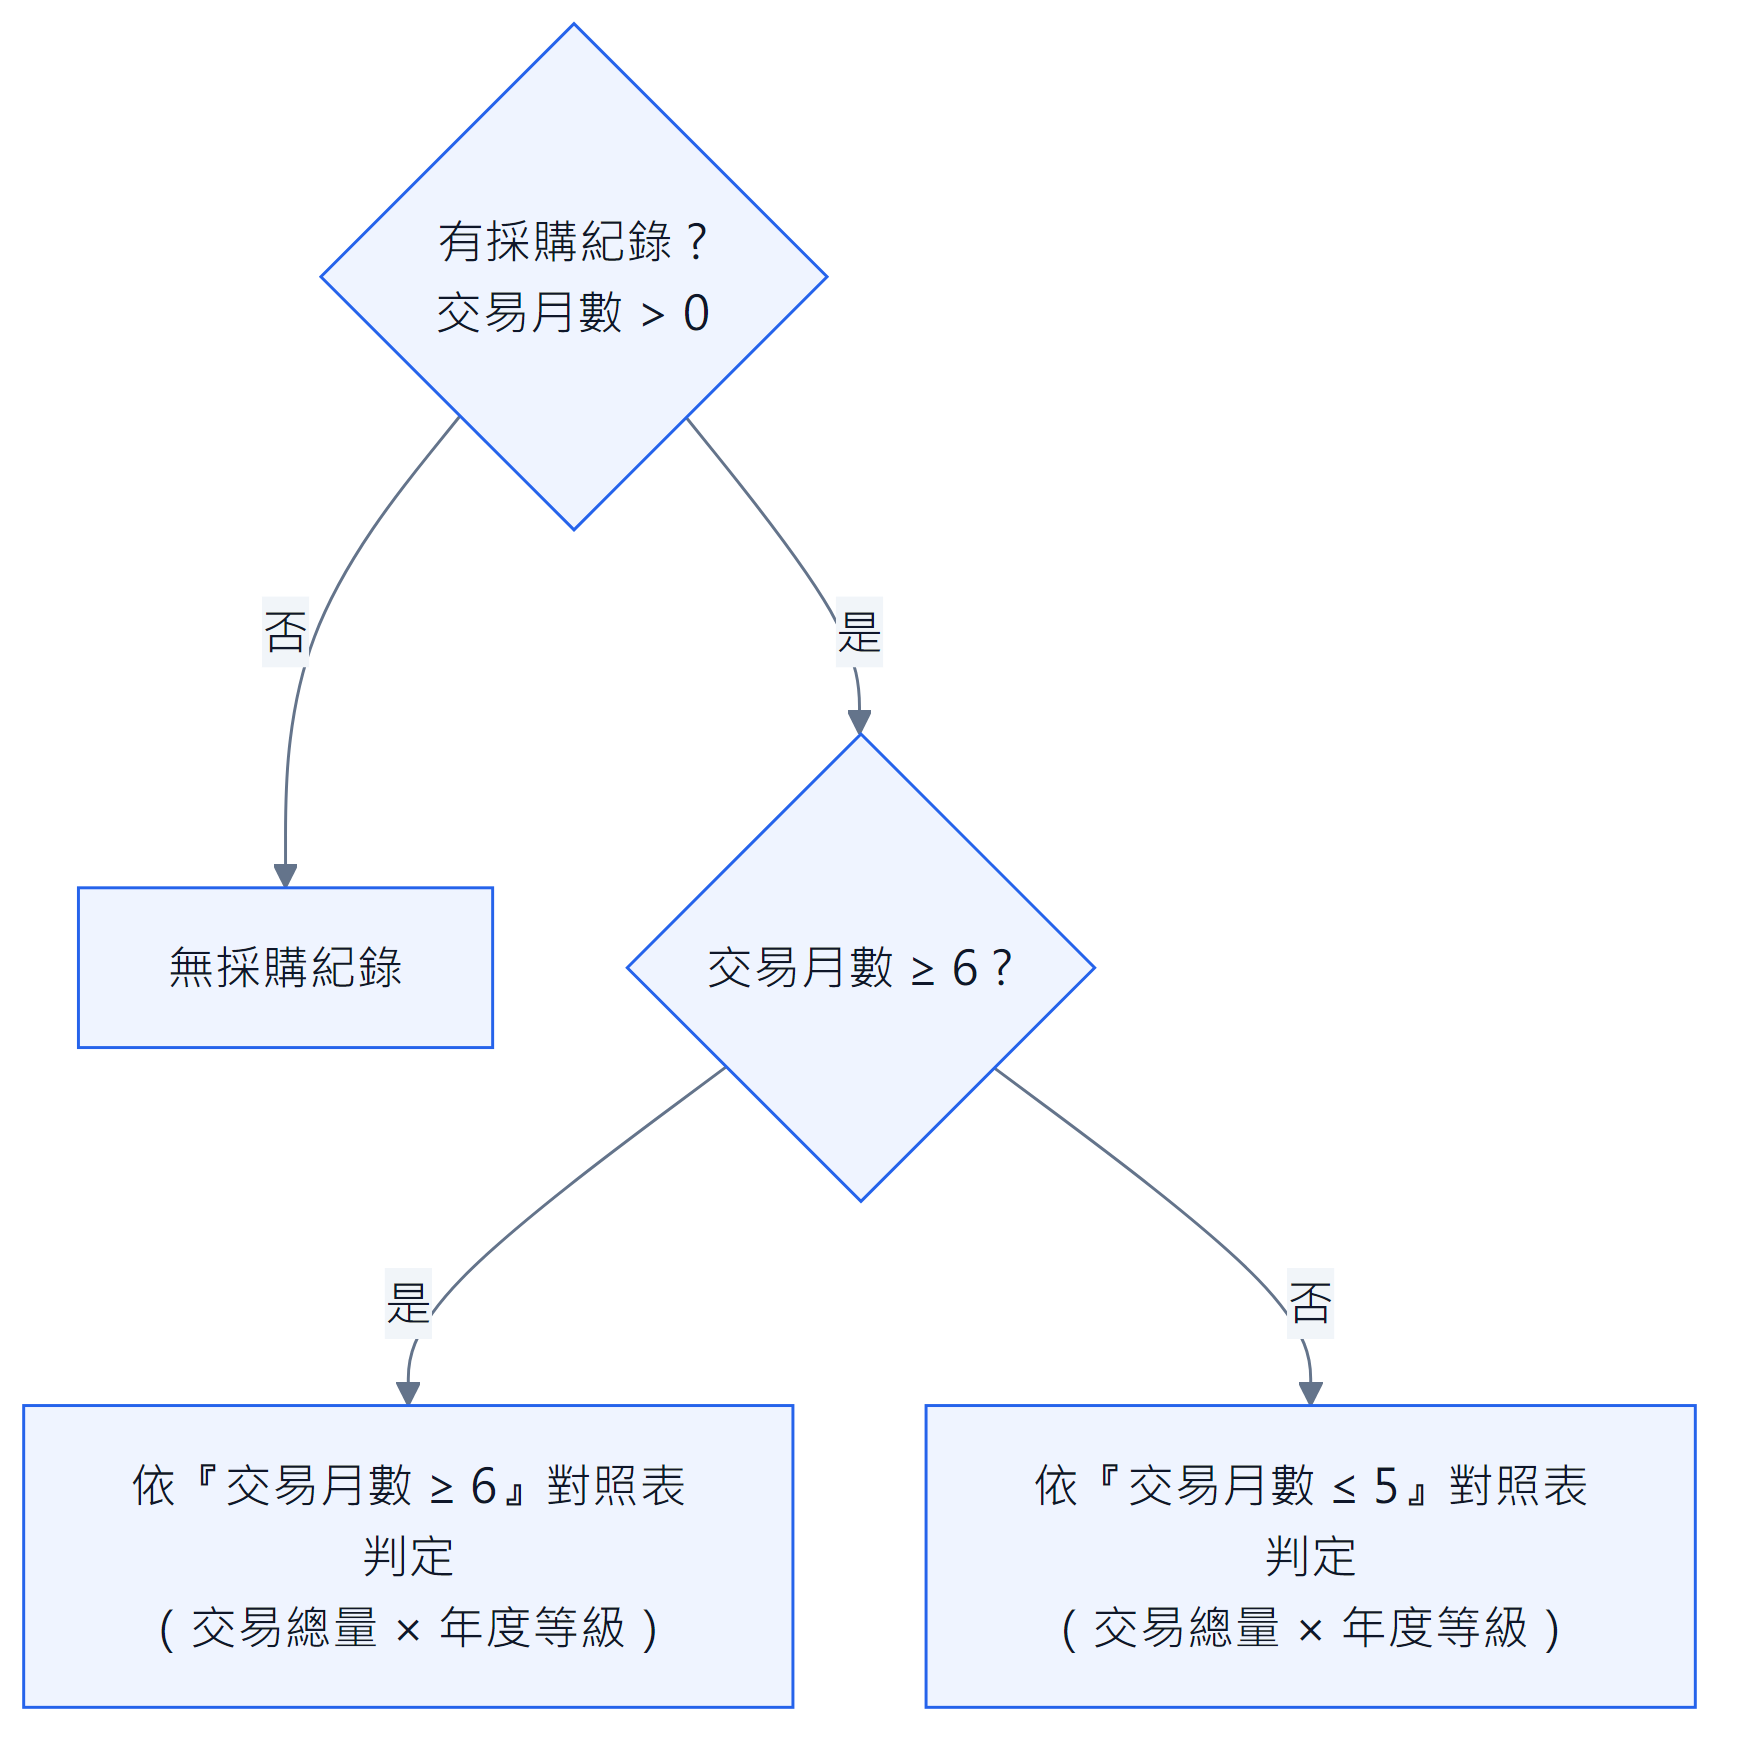 有採購紀錄？
交易月數 > 0
否
是
無採購紀錄
交易月數 ≥ 6？
是
否
依『交易月數 ≥ 6』對照表
判定
（交易總量 × 年度等級）
依『交易月數 ≤ 5』對照表
判定
（交易總量 × 年度等級）